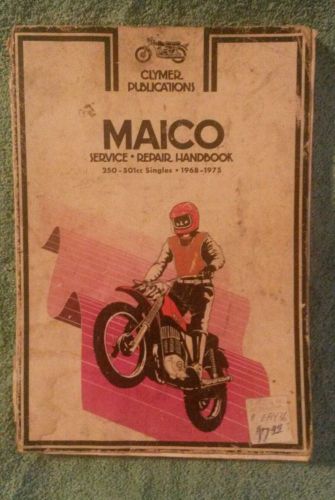 CLYMER
PUBLICATIONS
MAICO
SERVICE • REPAIR HANDBOOK
250-501cc Singles • 1968-1975